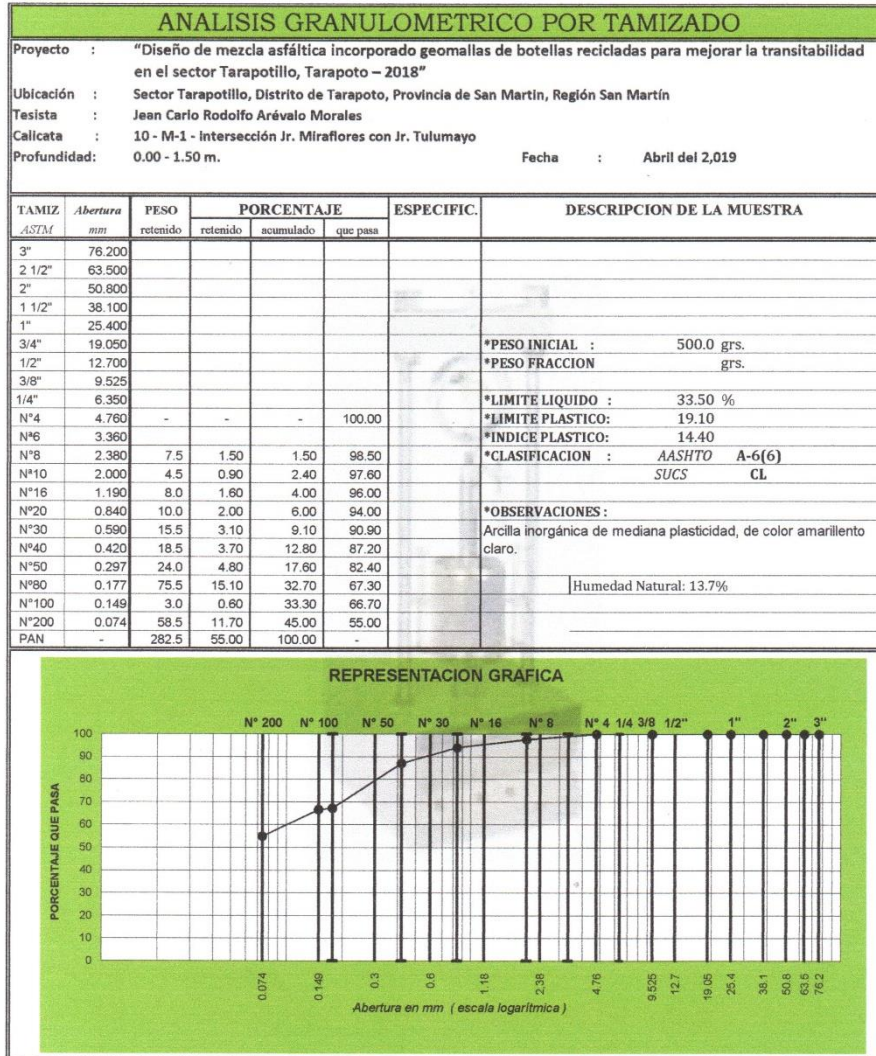 ANALISIS GRANULOMETRICO POR TAMIZADO
Proyecto : "Diseño de mezcla asfáltica incorporado geomallas de botellas recicladas para mejorar la transitabilidad
en el sector Tarapotillo, Tarapoto – 2018"
Ubicación : Sector Tarapotillo, Distrito de Tarapoto, Provincia de San Martin, Región San Martín
Tesista : Jean Carlo Rodolfo Arévalo Morales
Calicata : 10 - M-1 - Intersección Jr. Miraflores con Jr. Tulumayo
Profundidad: 0.00 - 1.50 m. Fecha : Abril del 2,019
TAMIZ Abertura PESO PORCENTAJE ESPECIFIC. DESCRIPCION DE LA MUESTRA
ASTM mm retenido retenido acumulado que pasa
3" 76.200
2 1/2" 63.500
2" 50.800
1 1/2" 38.100
1" 25.400
3/4" 19.050 *PESO INICIAL : 500.0 grs.
1/2" 12.700 *PESO FRACCION grs.
3/8" 9.525
1/4" 6.350 *LIMITE LIQUIDO : 33.50 %
N°4 4.760 - - - 100.00 *LIMITE PLASTICO: 19.10
Nª6 3.360 *INDICE PLASTICO: 14.40
N°8 2.380 7.5 1.50 1.50 98.50 *CLASIFICACION : AASHTO A-6(6)
Nª10 2.000 4.5 0.90 2.40 97.60 SUCS CL
N°16 1.190 8.0 1.60 4.00 96.00
N°20 0.840 10.0 2.00 6.00 94.00 *OBSERVACIONES :
N°30 0.590 15.5 3.10 9.10 90.90 Arcilla inorgánica de mediana plasticidad, de color amarillento
N°40 0.420 18.5 3.70 12.80 87.20 claro.
N°50 0.297 24.0 4.80 17.60 82.40
N°80 0.177 75.5 15.10 32.70 67.30 Humedad Natural: 13.7%
N°100 0.149 3.0 0.60 33.30 66.70
N°200 0.074 58.5 11.70 45.00 55.00
PAN - 282.5 55.00 100.00 -
REPRESENTACION GRAFICA
N° 200 N° 100 N° 50 N° 30 N° 16 N° 8 N° 4 1/4 3/8 1/2" 1" 2" 3"
100
90
80
70
60
50
40
30
20
10
0
PORCENTAJE QUE PASA
0.074 0.149 0.3 0.6 1.18 2.38 4.76 9.525 12.7 19.05 25.4 38.1 50.8 63.5 76.2
Abertura en mm ( escala logarítmica )